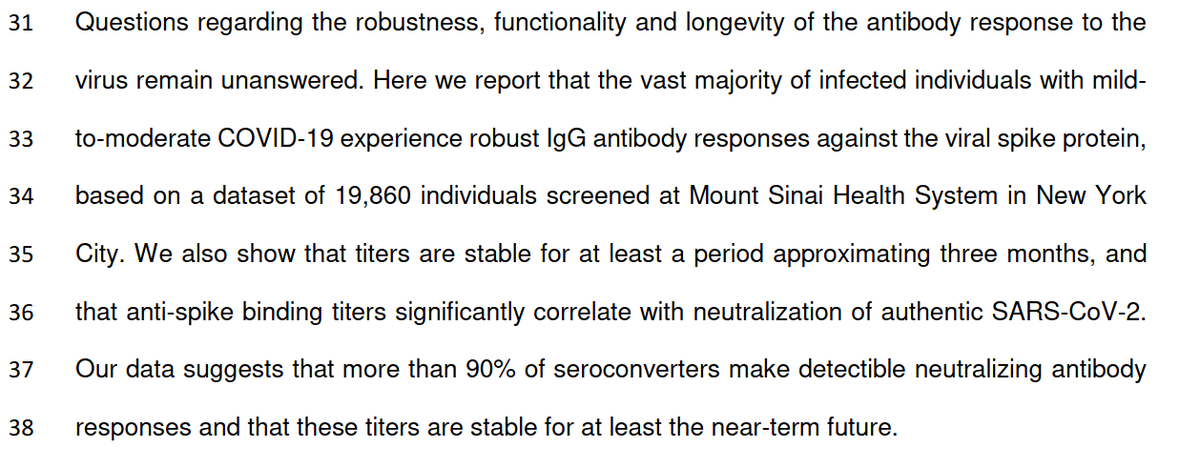 31 Questions regarding the robustness, functionality and longevity of the antibody response to the
32 virus remain unanswered. Here we report that the vast majority of infected individuals with mild-
33 to-moderate COVID-19 experience robust IgG antibody responses against the viral spike protein,
34 based on a dataset of 19,860 individuals screened at Mount Sinai Health System in New York
35 City. We also show that titers are stable for at least a period approximating three months, and
36 that anti-spike binding titers significantly correlate with neutralization of authentic SARS-CoV-2.
37 Our data suggests that more than 90% of seroconverters make detectible neutralizing antibody
38 responses and that these titers are stable for at least the near-term future.